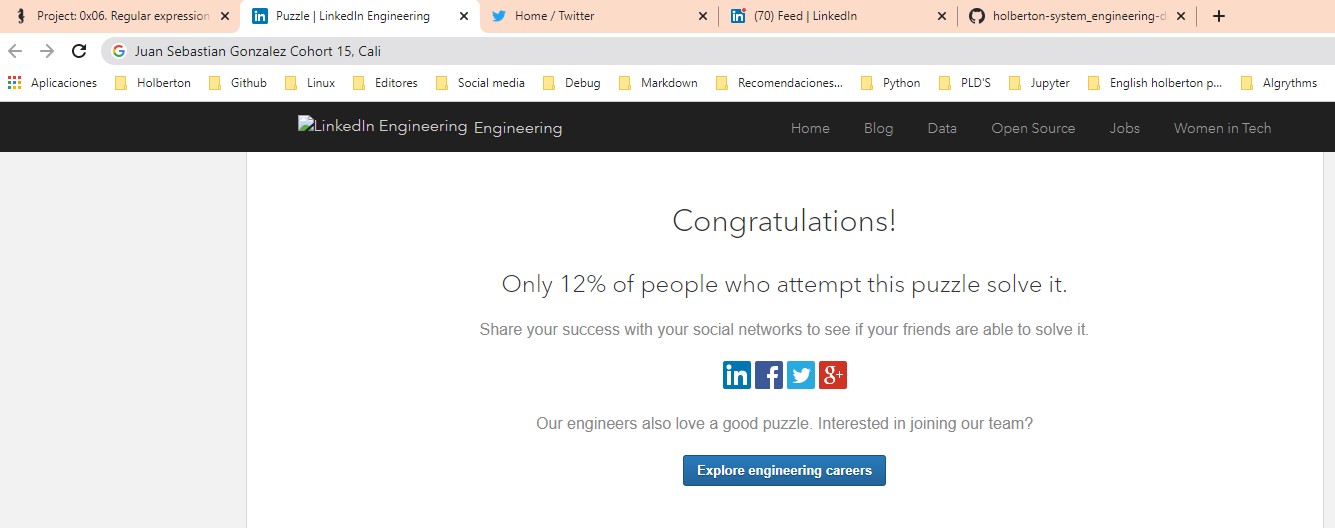 Project: 0x06. Regular expression
Puzzle | LinkedIn Engineering
Home / Twitter
(70) Feed | LinkedIn
holberton-system_engineering-d
Juan Sebastian Gonzalez Cohort 15, Cali
Aplicaciones Holberton Github Linux Editores Social media Debug Markdown Recomendaciones... Python PLD'S Jupyter English holberton p... Algrythms
LinkedIn Engineering Engineering Home Blog Data Open Source Jobs Women in Tech
Congratulations!
Only 12% of people who attempt this puzzle solve it.
Share your success with your social networks to see if your friends are able to solve it.
in f g+
Our engineers also love a good puzzle. Interested in joining our team?
Explore engineering careers